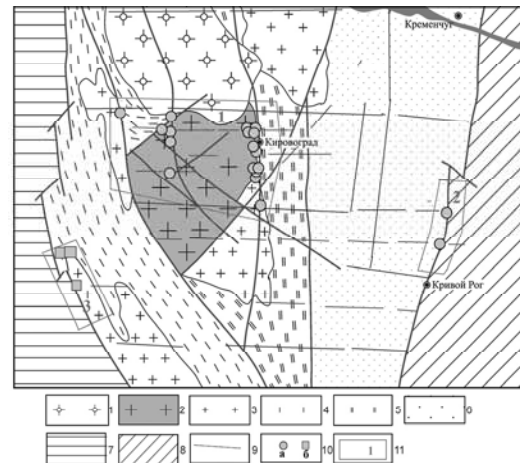 Кременчуг
1
Кировоград
2
Кривой Рог
3
1 2 3 4 5 6
7 8 9 а б 10 1 11